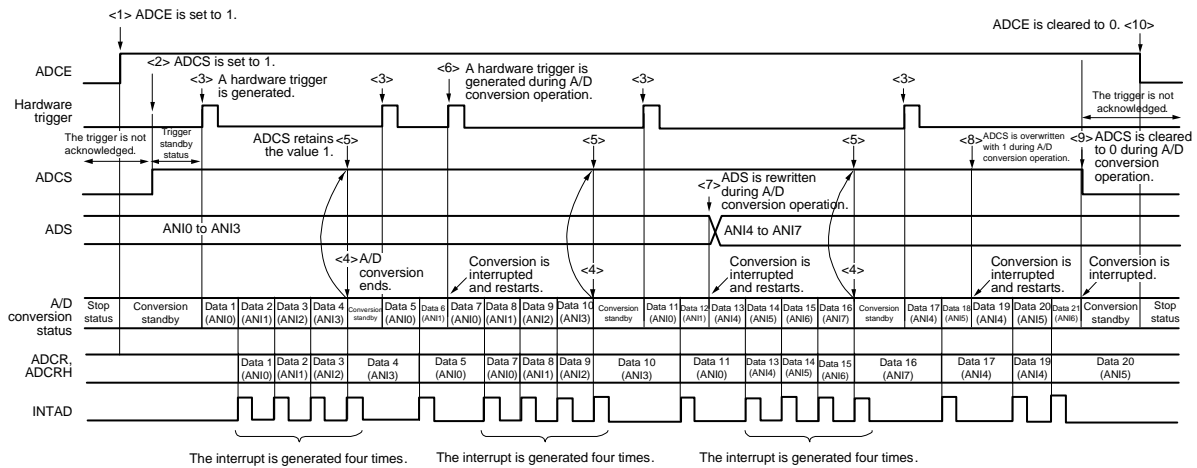 <1> ADCE is set to 1.
ADCE is cleared to 0. <10>
ADCE
<2> ADCS is set to 1.
<3> A hardware trigger
is generated.
<3>
<6> A hardware trigger is
generated during A/D
conversion operation.
<3>
<3>
The trigger is not
acknowledged.
Hardware
trigger
The trigger is not
acknowledged.
Trigger
standby
status
ADCS retains
the value 1.
<5>
<5>
<5>
<8> ADCS is overwritten
with 1 during A/D
conversion operation.
<9> ADCS is cleared
to 0 during A/D
conversion
operation.
ADCS
<7> ADS is rewritten
during A/D
conversion operation.
ADS
ANI0 to ANI3
ANI4 to ANI7
<4> A/D
conversion
ends.
Conversion is
interrupted
and restarts.
<4>
Conversion is
interrupted
and restarts.
<4>
Conversion is
interrupted
and restarts.
Conversion is
interrupted.
A/D
conversion
status
Stop
status
Conversion
standby
Data 1
(ANI0)
Data 2
(ANI1)
Data 3
(ANI2)
Data 4
(ANI3)
Conversion
standby
Data 5
(ANI0)
Data 6
(ANI1)
Data 7
(ANI0)
Data 8
(ANI1)
Data 9
(ANI2)
Data 10
(ANI3)
Conversion
standby
Data 11
(ANI0)
Data 12
(ANI1)
Data 13
(ANI4)
Data 14
(ANI5)
Data 15
(ANI6)
Data 16
(ANI7)
Conversion
standby
Data 17
(ANI4)
Data 18
(ANI5)
Data 19
(ANI4)
Data 20
(ANI5)
Data 21
(ANI6)
Conversion
standby
Stop
status
ADCR,
ADCRH
Data 1
(ANI0)
Data 2
(ANI1)
Data 3
(ANI2)
Data 4
(ANI3)
Data 5
(ANI0)
Data 7
(ANI0)
Data 8
(ANI1)
Data 9
(ANI2)
Data 10
(ANI3)
Data 11
(ANI0)
Data 13
(ANI4)
Data 14
(ANI5)
Data 15
(ANI6)
Data 16
(ANI7)
Data 17
(ANI4)
Data 19
(ANI4)
Data 20
(ANI5)
INTAD
The interrupt is generated four times.
The interrupt is generated four times.
The interrupt is generated four times.